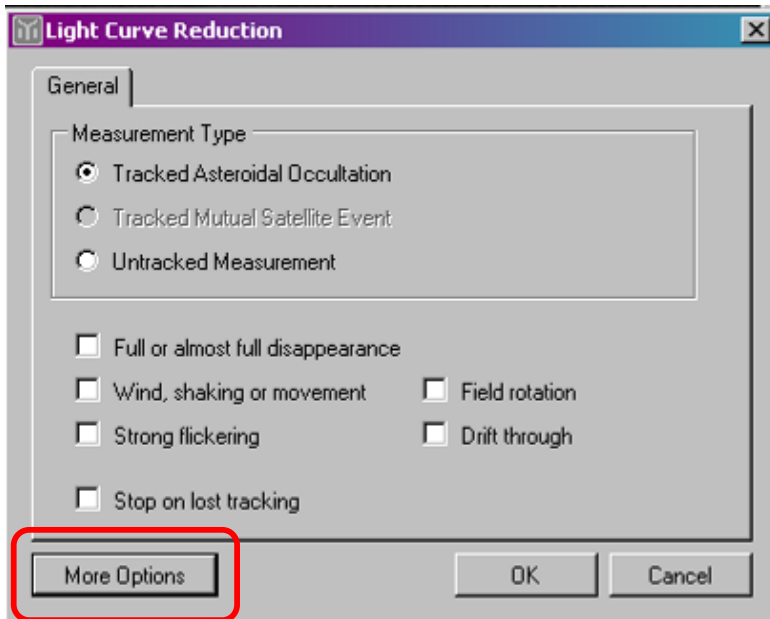 Light Curve Reduction
General
Measurement Type
Tracked Asteroidal Occultation
Tracked Mutual Satellite Event
Untracked Measurement
Full or almost full disappearance
Wind, shaking or movement Field rotation
Strong flickering Drift through
Stop on lost tracking
More Options OK Cancel